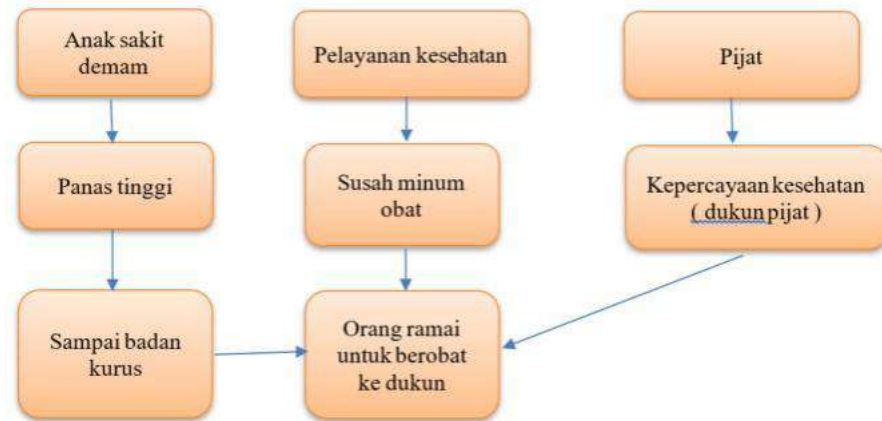 Anak sakit
demam
Pelayanan kesehatan
Pijat
Panas tinggi
Susah minum
obat
Kepercayaan kesehatan
( dukun pijat )
Sampai badan
kurus
Orang ramai
untuk berobat
ke dukun